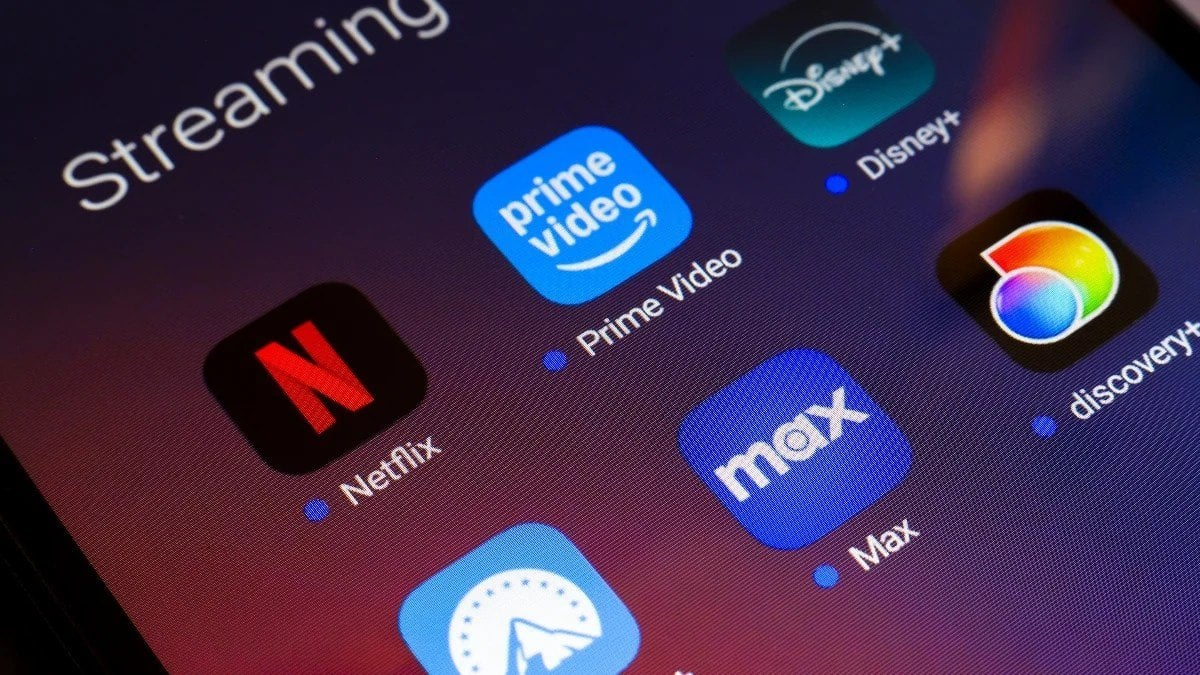 Streaming
prime
video
Disney+
Netflix
Prime Video
Disney+
max
Max
discovery+